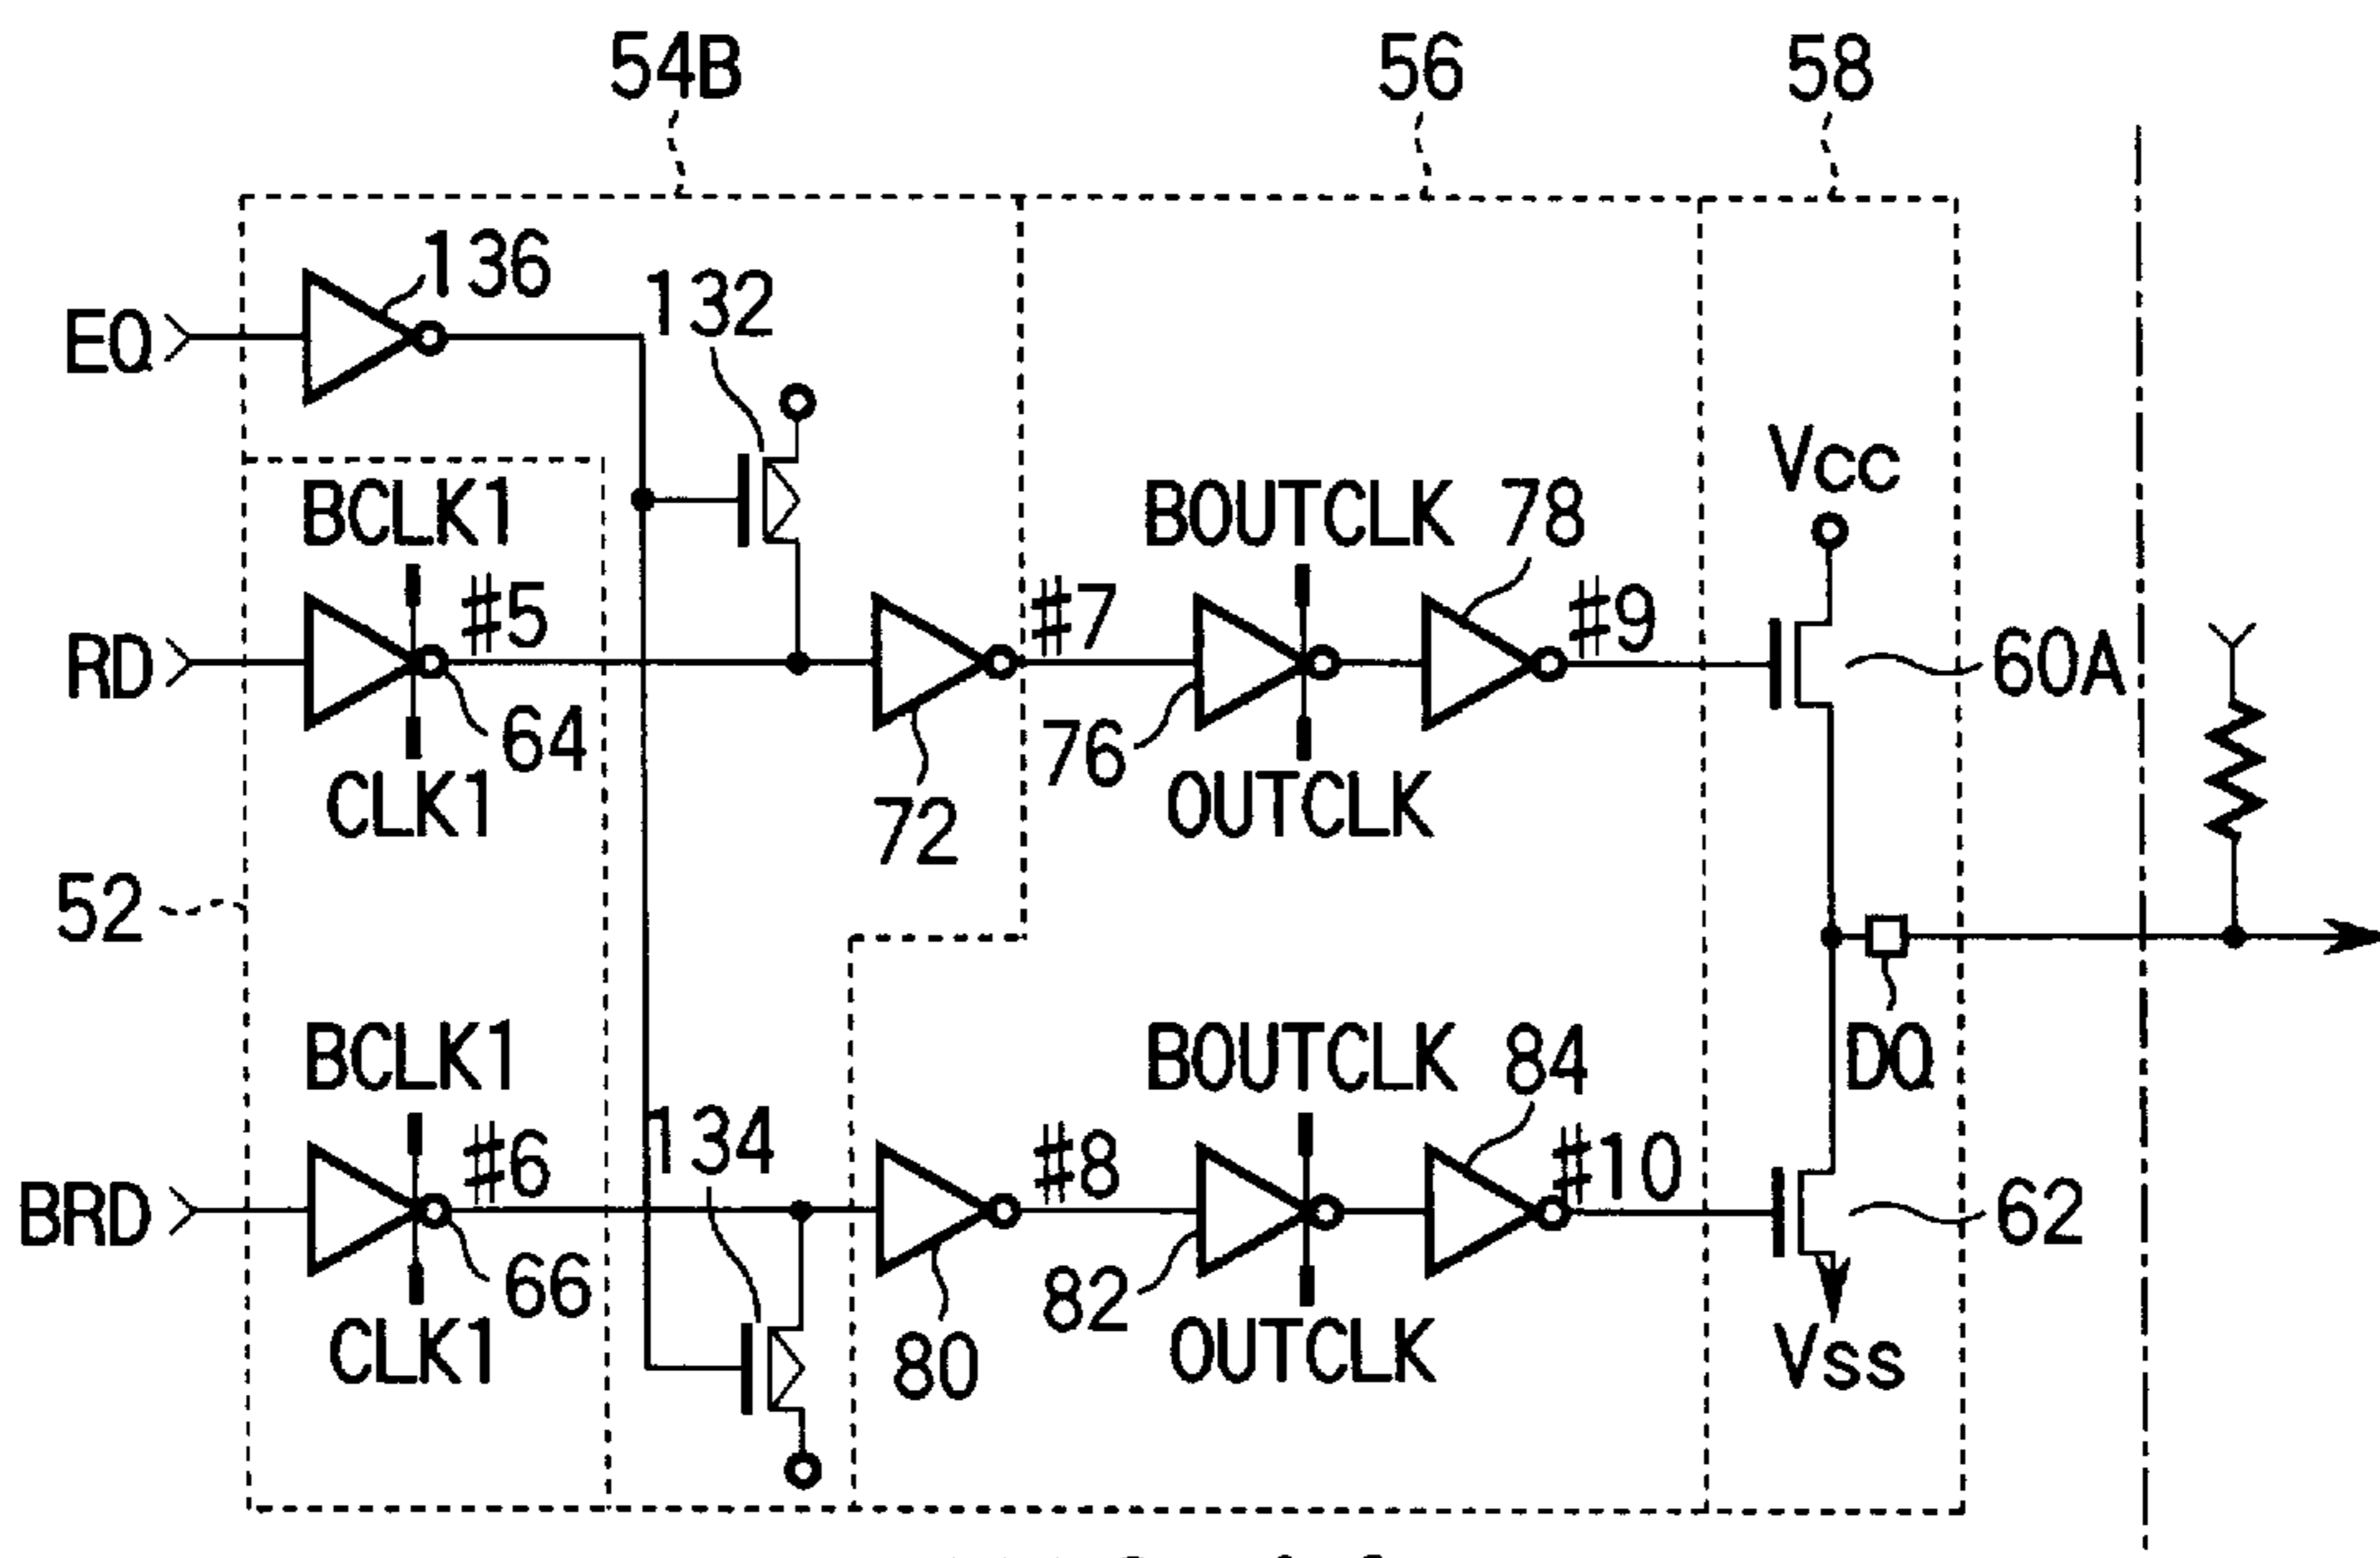 54B
56
58
136
132
EQ
Vcc
BCLK1
BOUTCLK
78
#5
#7
#9
RD
60A
64
76
CLK1
OUTCLK
72
52
DQ
BCLK1
BOUTCLK
84
134
#6
#8
#10
BRD
62
66
82
CLK1
80
OUTCLK
Vss